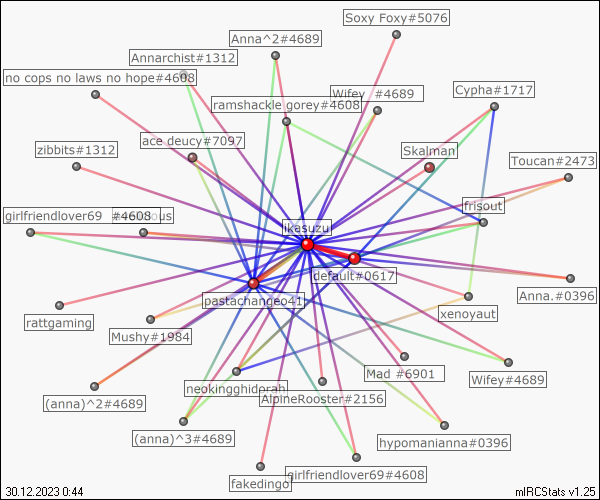 Soxy Foxy#5076
Anna^2#4689
Annarchist#1312
no cops no laws no hope#4608
Wifey #4689
Cypha#1717
ramshackle gorey#4608
ace deucy#7097
zibbits#1312
Skalman
Toucan#2473
frisout
girlfriendlover69 #4608
ikasuzu
default#0617
Anna.#0396
pastachange041
xenoyaut
rattgaming
Mushy#1984
Mad #6901
Wifey#4689
neokingghidorah
AlpineRooster#2156
(anna)^2#4689
(anna)^3#4689
hypomanianna#0396
girlfriendlover69#4608
fakedingo
30.12.2023 0:44
mIRCStats v1.25